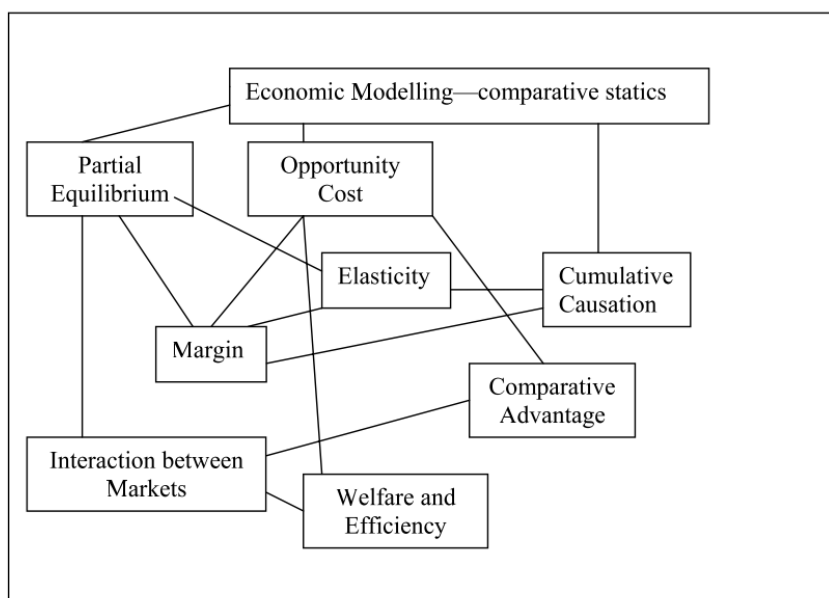 Economic Modelling—comparative statics
Partial
Equilibrium
Opportunity
Cost
Elasticity
Cumulative
Causation
Margin
Comparative
Advantage
Interaction between
Markets
Welfare and
Efficiency